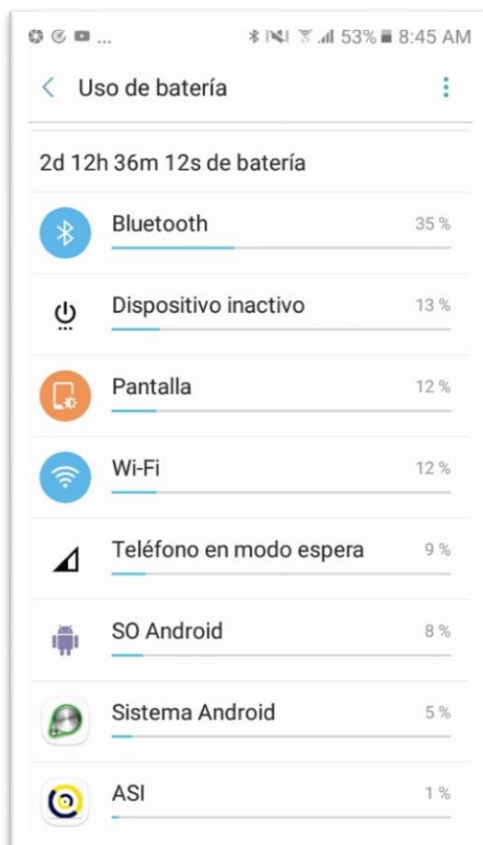 ... 53% 8:45 AM
Uso de batería
2d 12h 36m 12s de batería
Bluetooth 35 %
Dispositivo inactivo 13 %
Pantalla 12 %
Wi-Fi 12 %
Teléfono en modo espera 9 %
SO Android 8 %
Sistema Android 5 %
ASI 1 %